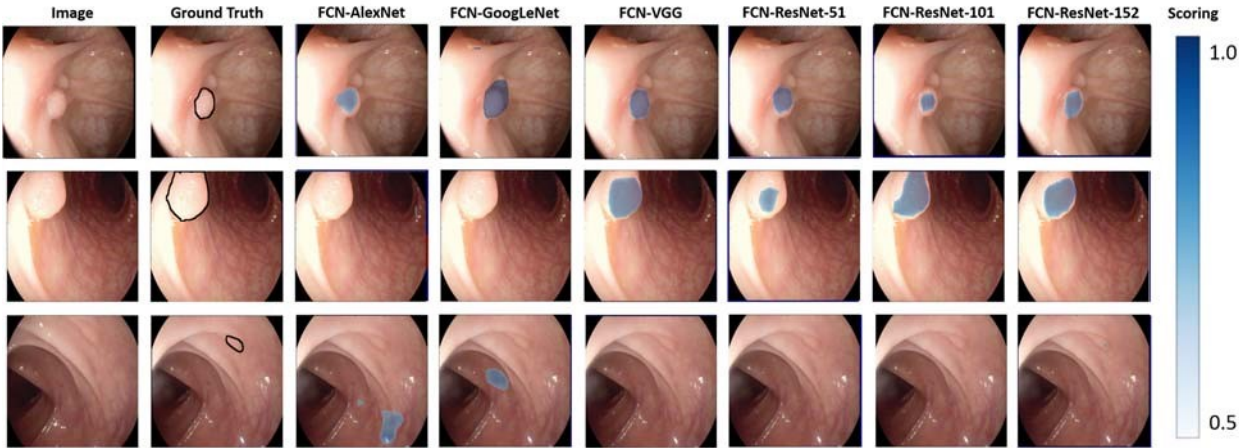 Image Ground Truth FCN-AlexNet FCN-GoogLeNet FCN-VGG FCN-ResNet-51 FCN-ResNet-101 FCN-ResNet-152 Scoring
1.0
0.5